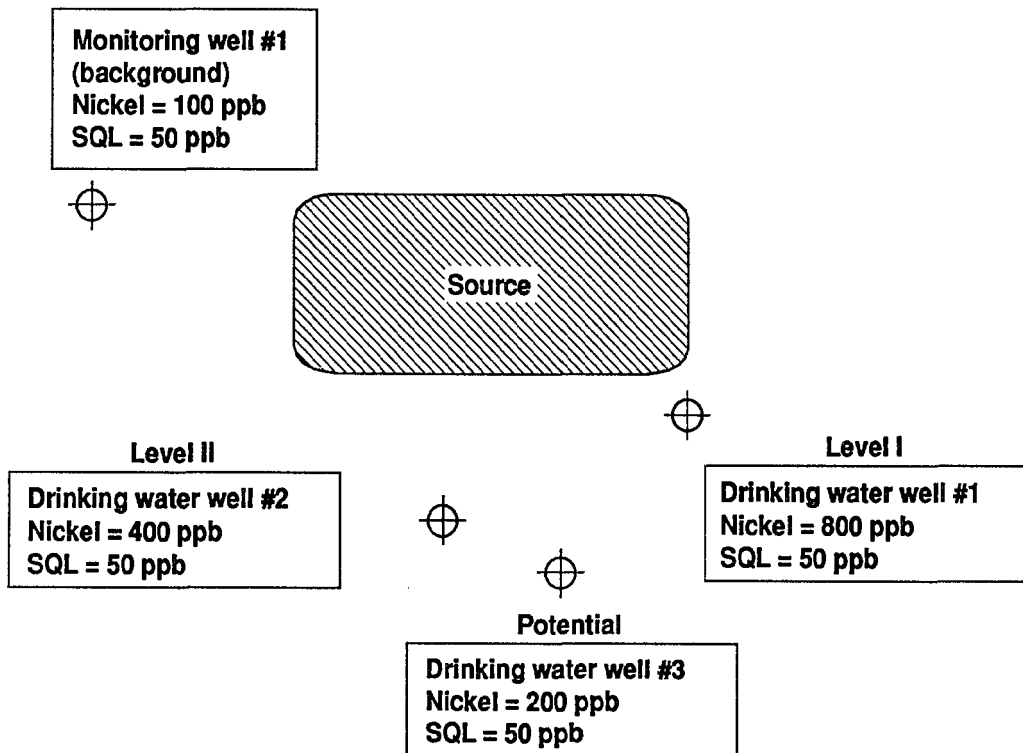 Monitoring well #1
(background)
Nickel = 100 ppb
SQL = 50 ppb
Source
Level II
Drinking water well #2
Nickel = 400 ppb
SQL = 50 ppb
Level I
Drinking water well #1
Nickel = 800 ppb
SQL = 50 ppb
Potential
Drinking water well #3
Nickel = 200 ppb
SQL = 50 ppb